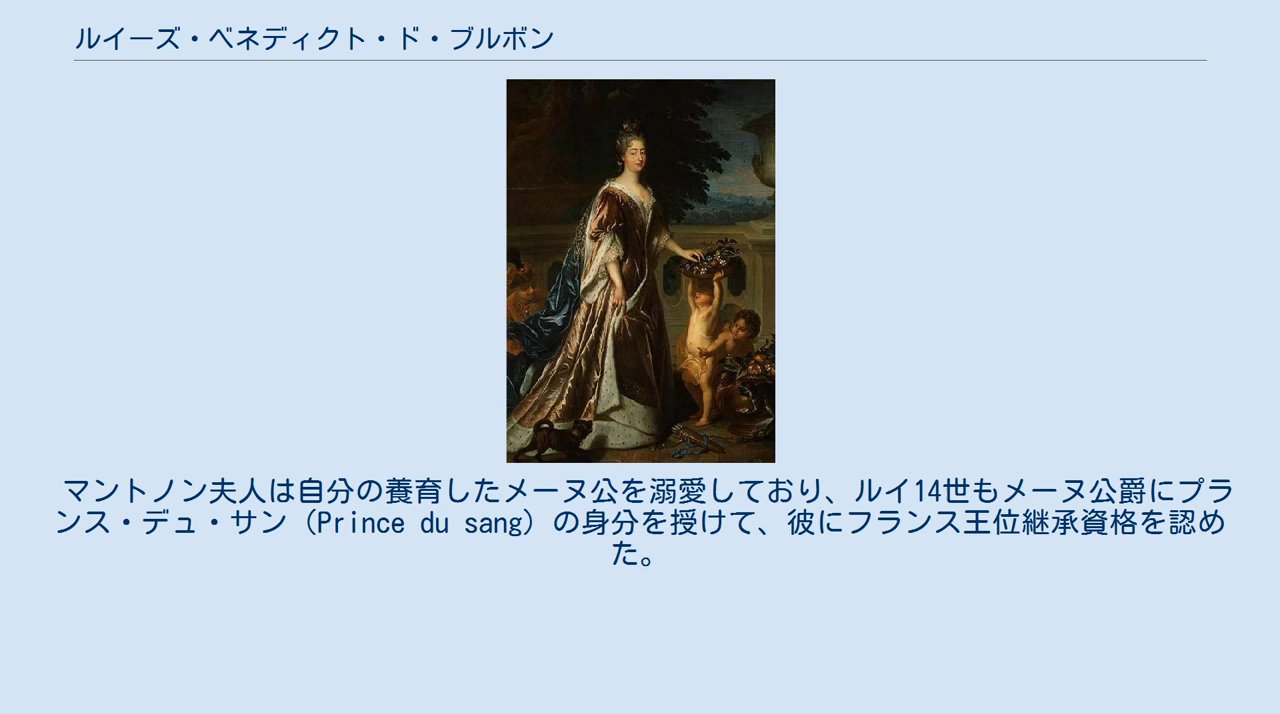 ルイーズ・ベネディクト・ド・ブルボン
マントノン夫人は自分の養育したメーヌ公を溺愛しており、ルイ14世もメーヌ公爵にプラ
ンス・デュ・サン（Prince du sang）の身分を授けて、彼にフランス王位継承資格を認め
た。